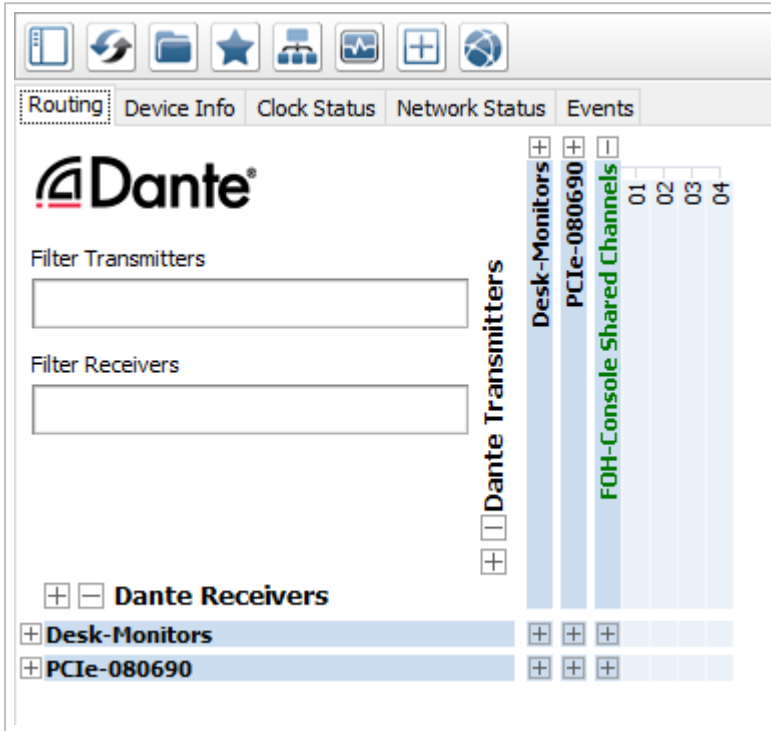 Routing Device Info Clock Status Network Status Events
Dante®
Filter Transmitters
Filter Receivers
Dante Transmitters
Desk-Monitors
PCIe-080690
FOH-Console Shared Channels
01
02
03
04
Dante Receivers
Desk-Monitors
PCIe-080690